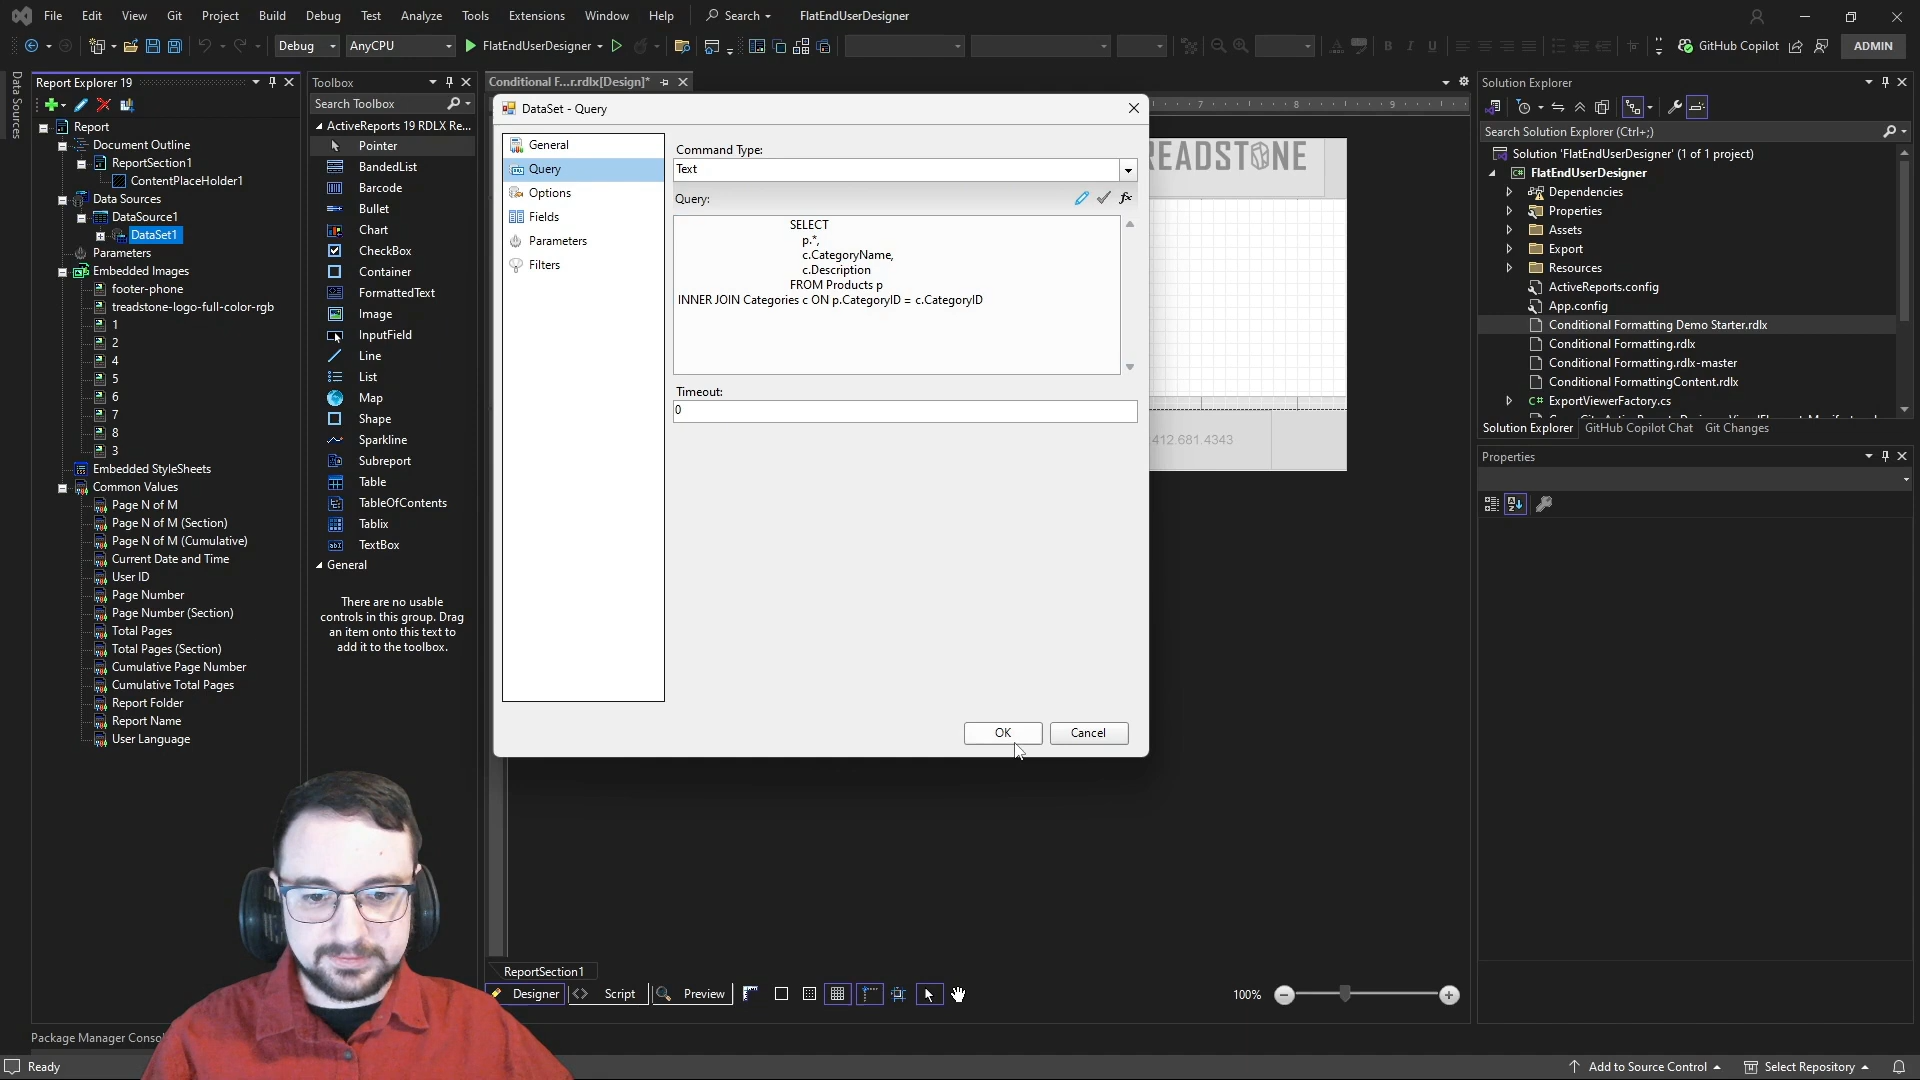 File Edit View Git Project Build Debug Test Analyze Tools Extensions Window Help Search FlatEndUserDesigner
Debug AnyCPU FlatEndUserDesigner GitHub Copilot ADMIN
Data Sources
Report Explorer 19
Report
Document Outline
ReportSection1
ContentPlaceHolder1
Data Sources
DataSource1
DataSet1
Parameters
Embedded Images
footer-phone
treadstone-logo-full-color-rgb
1
2
4
5
6
7
8
3
Embedded StyleSheets
Common Values
Page N of M
Page N of M (Section)
Page N of M (Cumulative)
Current Date and Time
User ID
Page Number
Page Number (Section)
Total Pages
Total Pages (Section)
Cumulative Page Number
Cumulative Total Pages
Report Folder
Report Name
User Language
Toolbox
Search Toolbox
ActiveReports 19 RDLX Re...
Pointer
BandedList
Barcode
Bullet
Chart
CheckBox
Container
FormattedText
Image
InputField
Line
List
Map
Shape
Sparkline
Subreport
Table
TableOfContents
Tablix
TextBox
General
There are no usable
controls in this group. Drag
an item onto this text to
add it to the toolbox.
Conditional F...r.rdlx[Design]*
7 8 9
DataSet - Query
General
Query
Options
Fields
Parameters
Filters
Command Type:
Text
Query:
SELECT
p.*,
c.CategoryName,
c.Description
FROM Products p
INNER JOIN Categories c ON p.CategoryID = c.CategoryID
Timeout:
0
OK Cancel
READSTONE
412.681.4343
ReportSection1
Designer Script Preview
100%
Solution Explorer
Search Solution Explorer (Ctrl+;)
Solution 'FlatEndUserDesigner' (1 of 1 project)
FlatEndUserDesigner
Dependencies
Properties
Assets
Export
Resources
ActiveReports.config
App.config
Conditional Formatting Demo Starter.rdlx
Conditional Formatting.rdlx
Conditional Formatting.rdlx-master
Conditional FormattingContent.rdlx
C# ExportViewerFactory.cs
Solution Explorer GitHub Copilot Chat Git Changes
Properties
Package Manager Conso
Ready
Add to Source Control Select Repository